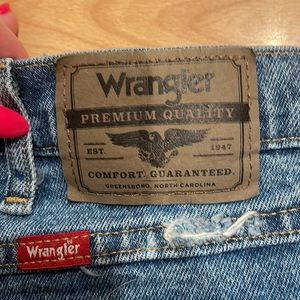 Wrangler
PREMIUM QUALITY
EST. 1947
COMFORT. GUARANTEED.
GREENSBORO, NORTH CAROLINA
Wrangler